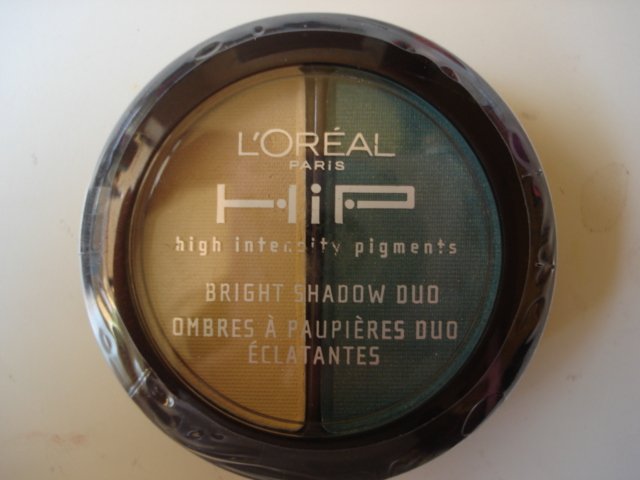 L'ORÉAL
PARIS
HiP
high intensity pigments
BRIGHT SHADOW DUO
OMBRES À PAUPIÈRES DUO
ÉCLATANTES